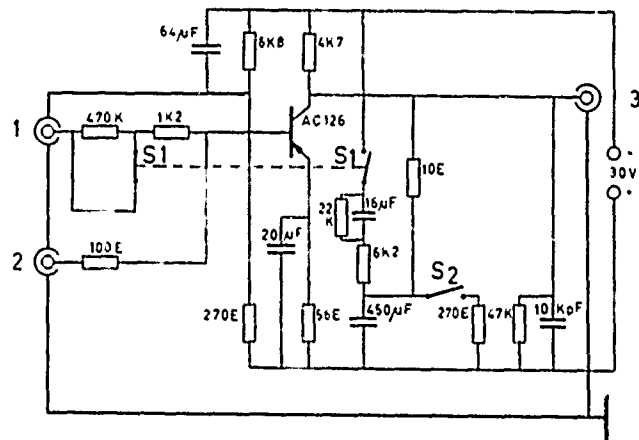 64µF
6K8
4K7
3
1
470K
1K2
AC126
S1
S1
10E
-
30V
+
22
K
16µF
2
100E
20µF
6K2
S2
270E
56E
450µF
270E
47K
10KpF